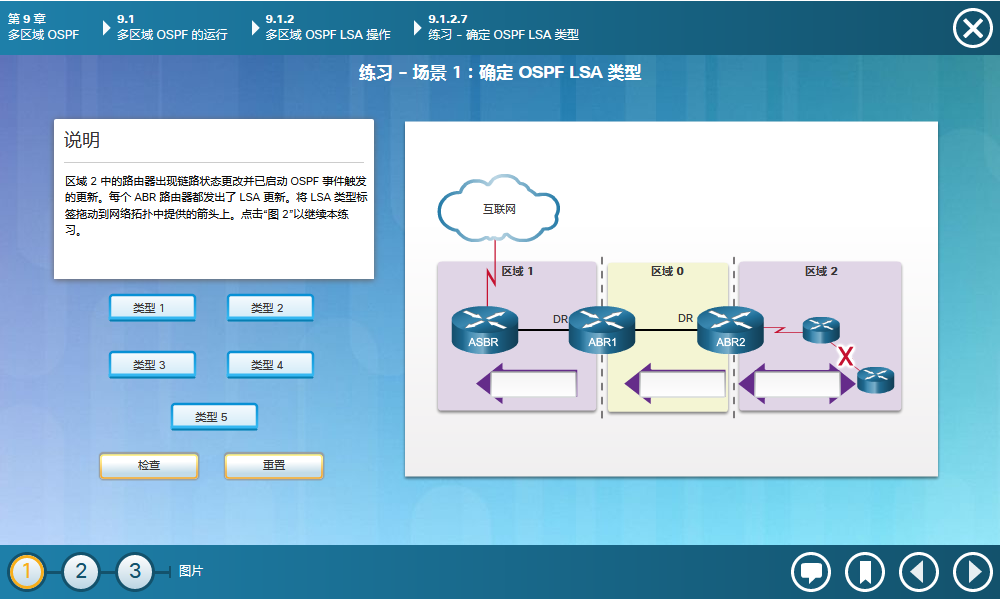 第 9 章
多区域 OSPF
9.1
多区域 OSPF 的运行
9.1.2
多区域 OSPF LSA 操作
9.1.2.7
练习 – 确定 OSPF LSA 类型
练习 – 场景 1：确定 OSPF LSA 类型
说明
区域 2 中的路由器出现链路状态更改并已启动 OSPF 事件触发
的更新。每个 ABR 路由器都发出了 LSA 更新。将 LSA 类型标
签拖动到网络拓扑中提供的箭头上。点击“图 2”以继续本练
习。
类型 1
类型 2
类型 3
类型 4
类型 5
检查
重置
互联网
区域 1
区域 0
区域 2
DR
DR
ASBR
ABR1
ABR2
X
1
2
3
图片